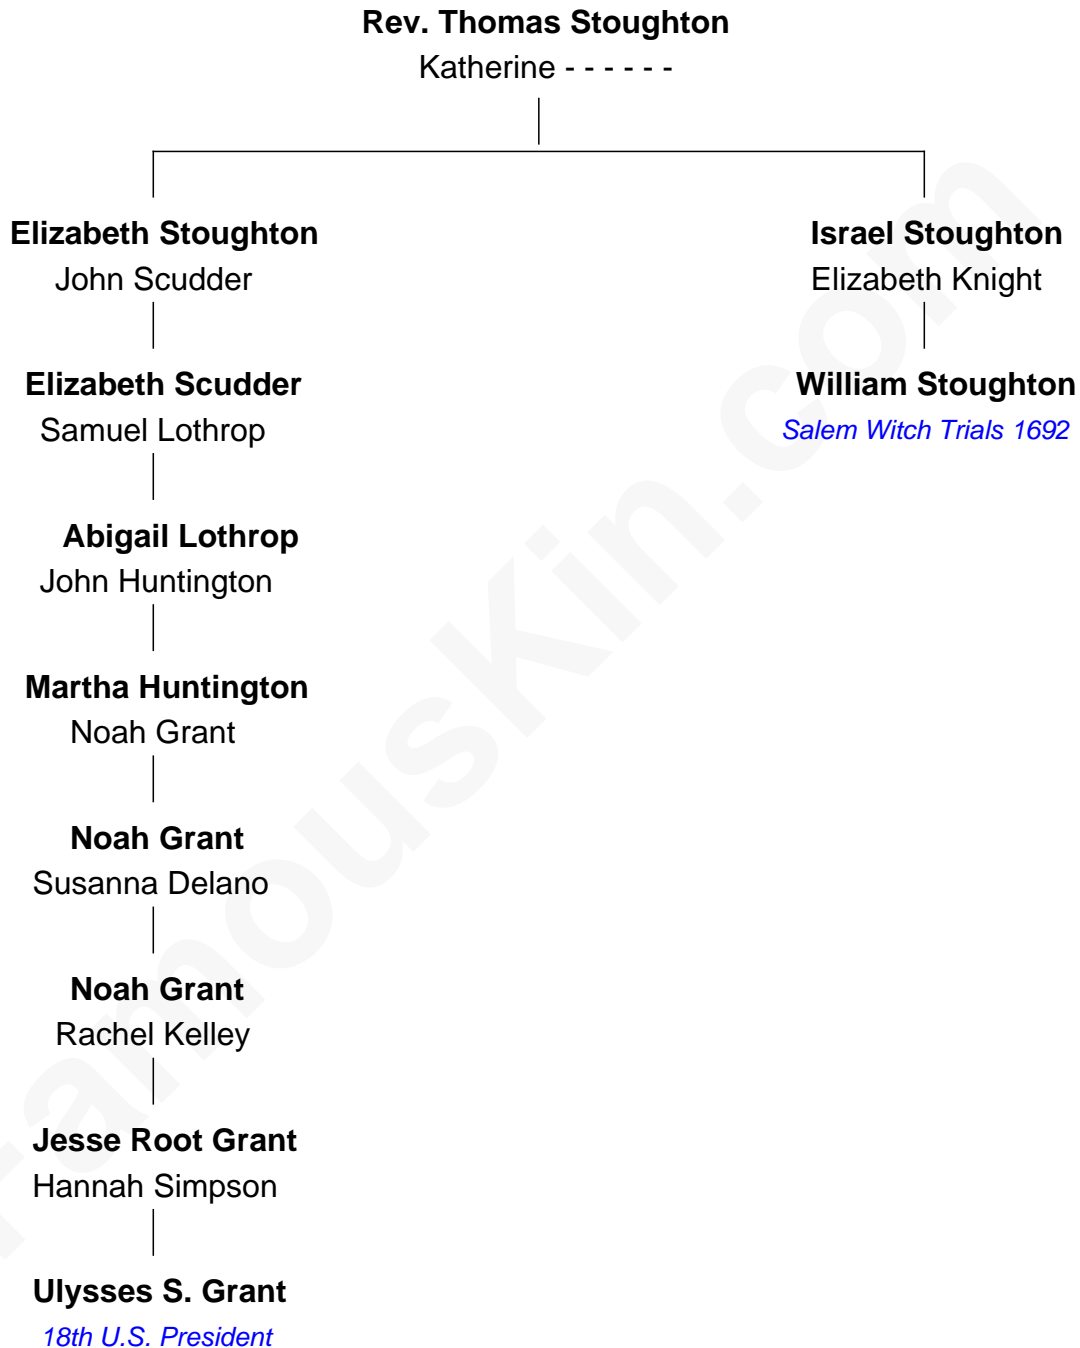 Rev. Thomas Stoughton
Katherine - - - - - -
Elizabeth Stoughton
John Scudder
Israel Stoughton
Elizabeth Knight
Elizabeth Scudder
Samuel Lothrop
William Stoughton
Salem Witch Trials 1692
Abigail Lothrop
John Huntington
Martha Huntington
Noah Grant
Noah Grant
Susanna Delano
Noah Grant
Rachel Kelley
Jesse Root Grant
Hannah Simpson
Ulysses S. Grant
18th U.S. President
FamousKin.com